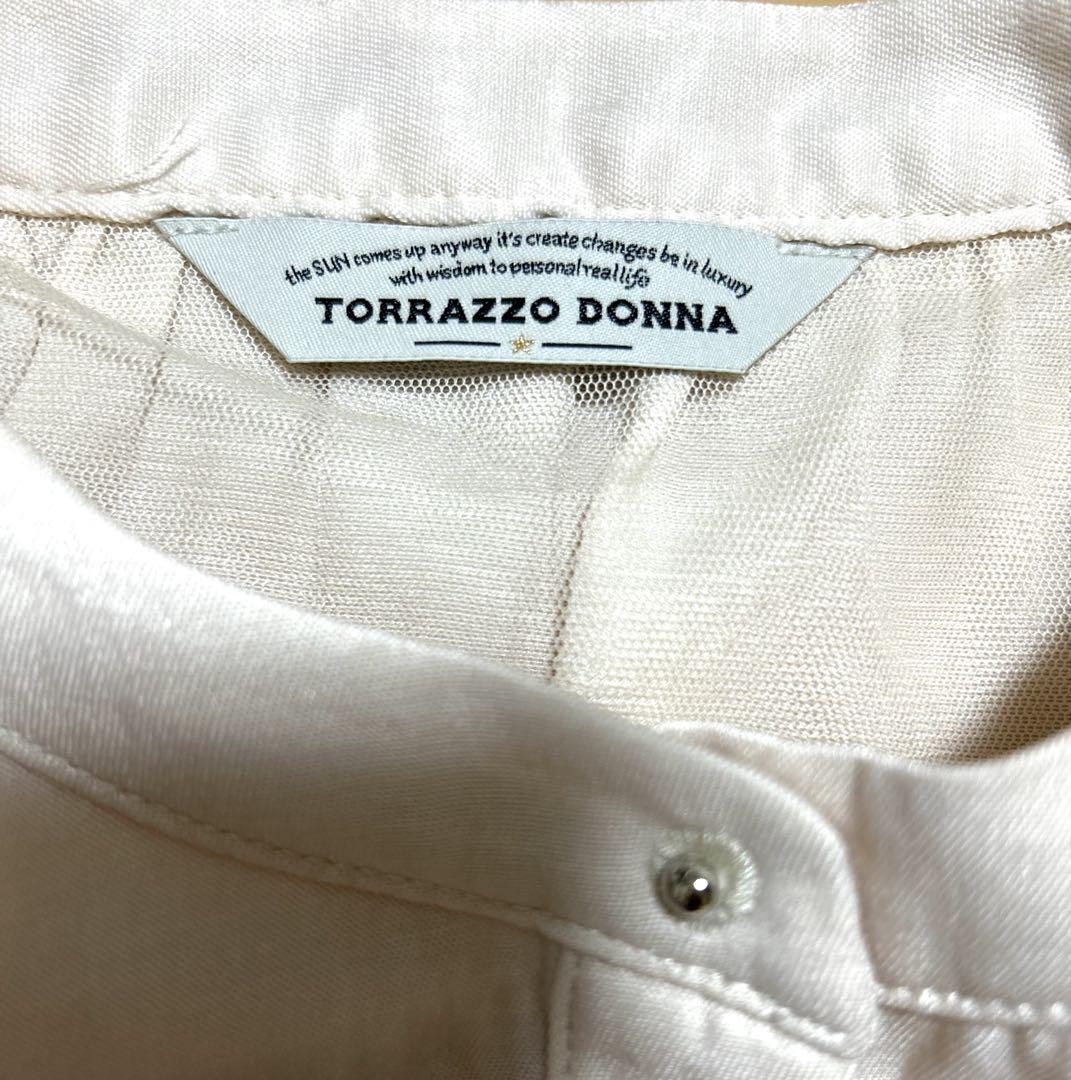 the SUN comes up anyway it's create changes be in luxury
with wisdom to personal real life
TORRAZZO DONNA